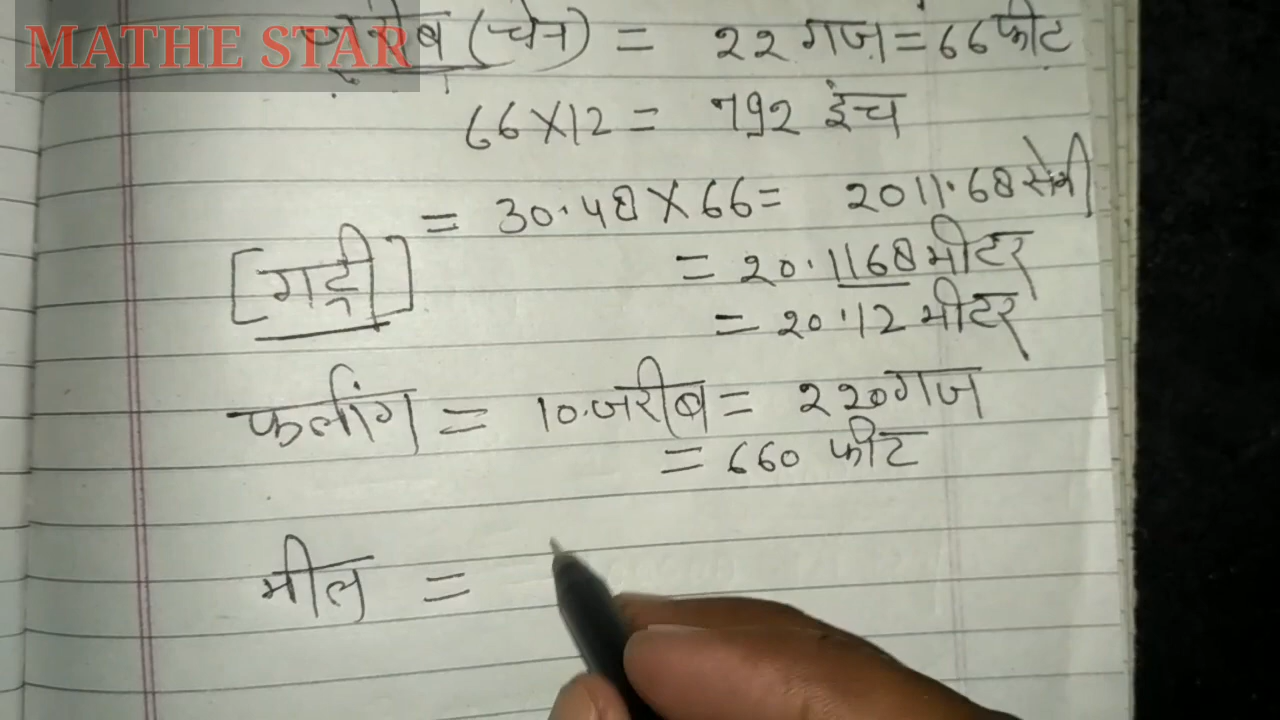 MATHE STAR
जरीब (चेन) = 22 गज = 66 फीट
66 X 12 = 792 इंच
= 30.48 X 66 = 2011.68 सेमी
[गट्ठी] = 20.1168 मीटर
= 20.12 मीटर
फर्लांग = 10.जरीब = 220 गज
= 660 फीट
मील =